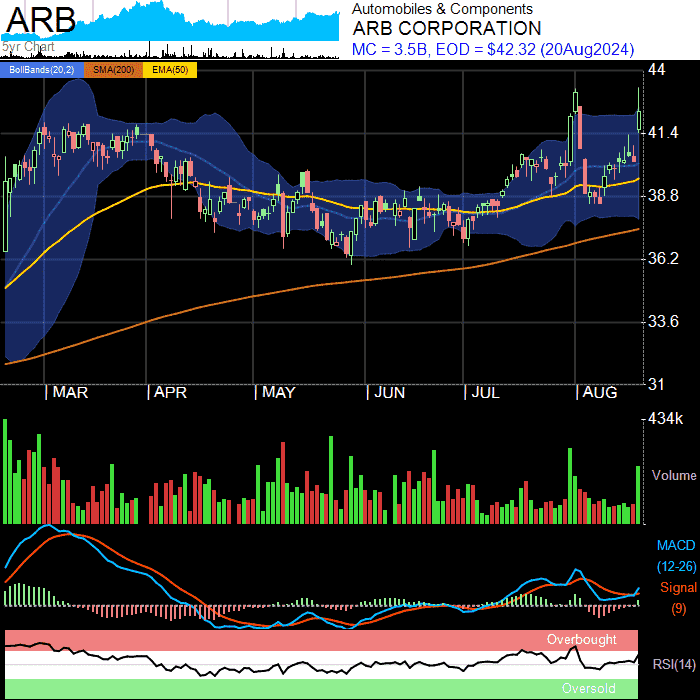 ARB
Automobiles & Components
ARB CORPORATION
5yr Chart
MC = 3.5B, EOD = $42.32 (20Aug2024)
BollBands(20,2) SMA(200) EMA(50)
44
41.4
38.8
36.2
33.6
31
| MAR | APR | MAY | JUN | JUL | AUG
434k
Volume
MACD
(12-26)
Signal
(9)
Overbought
RSI(14)
Oversold